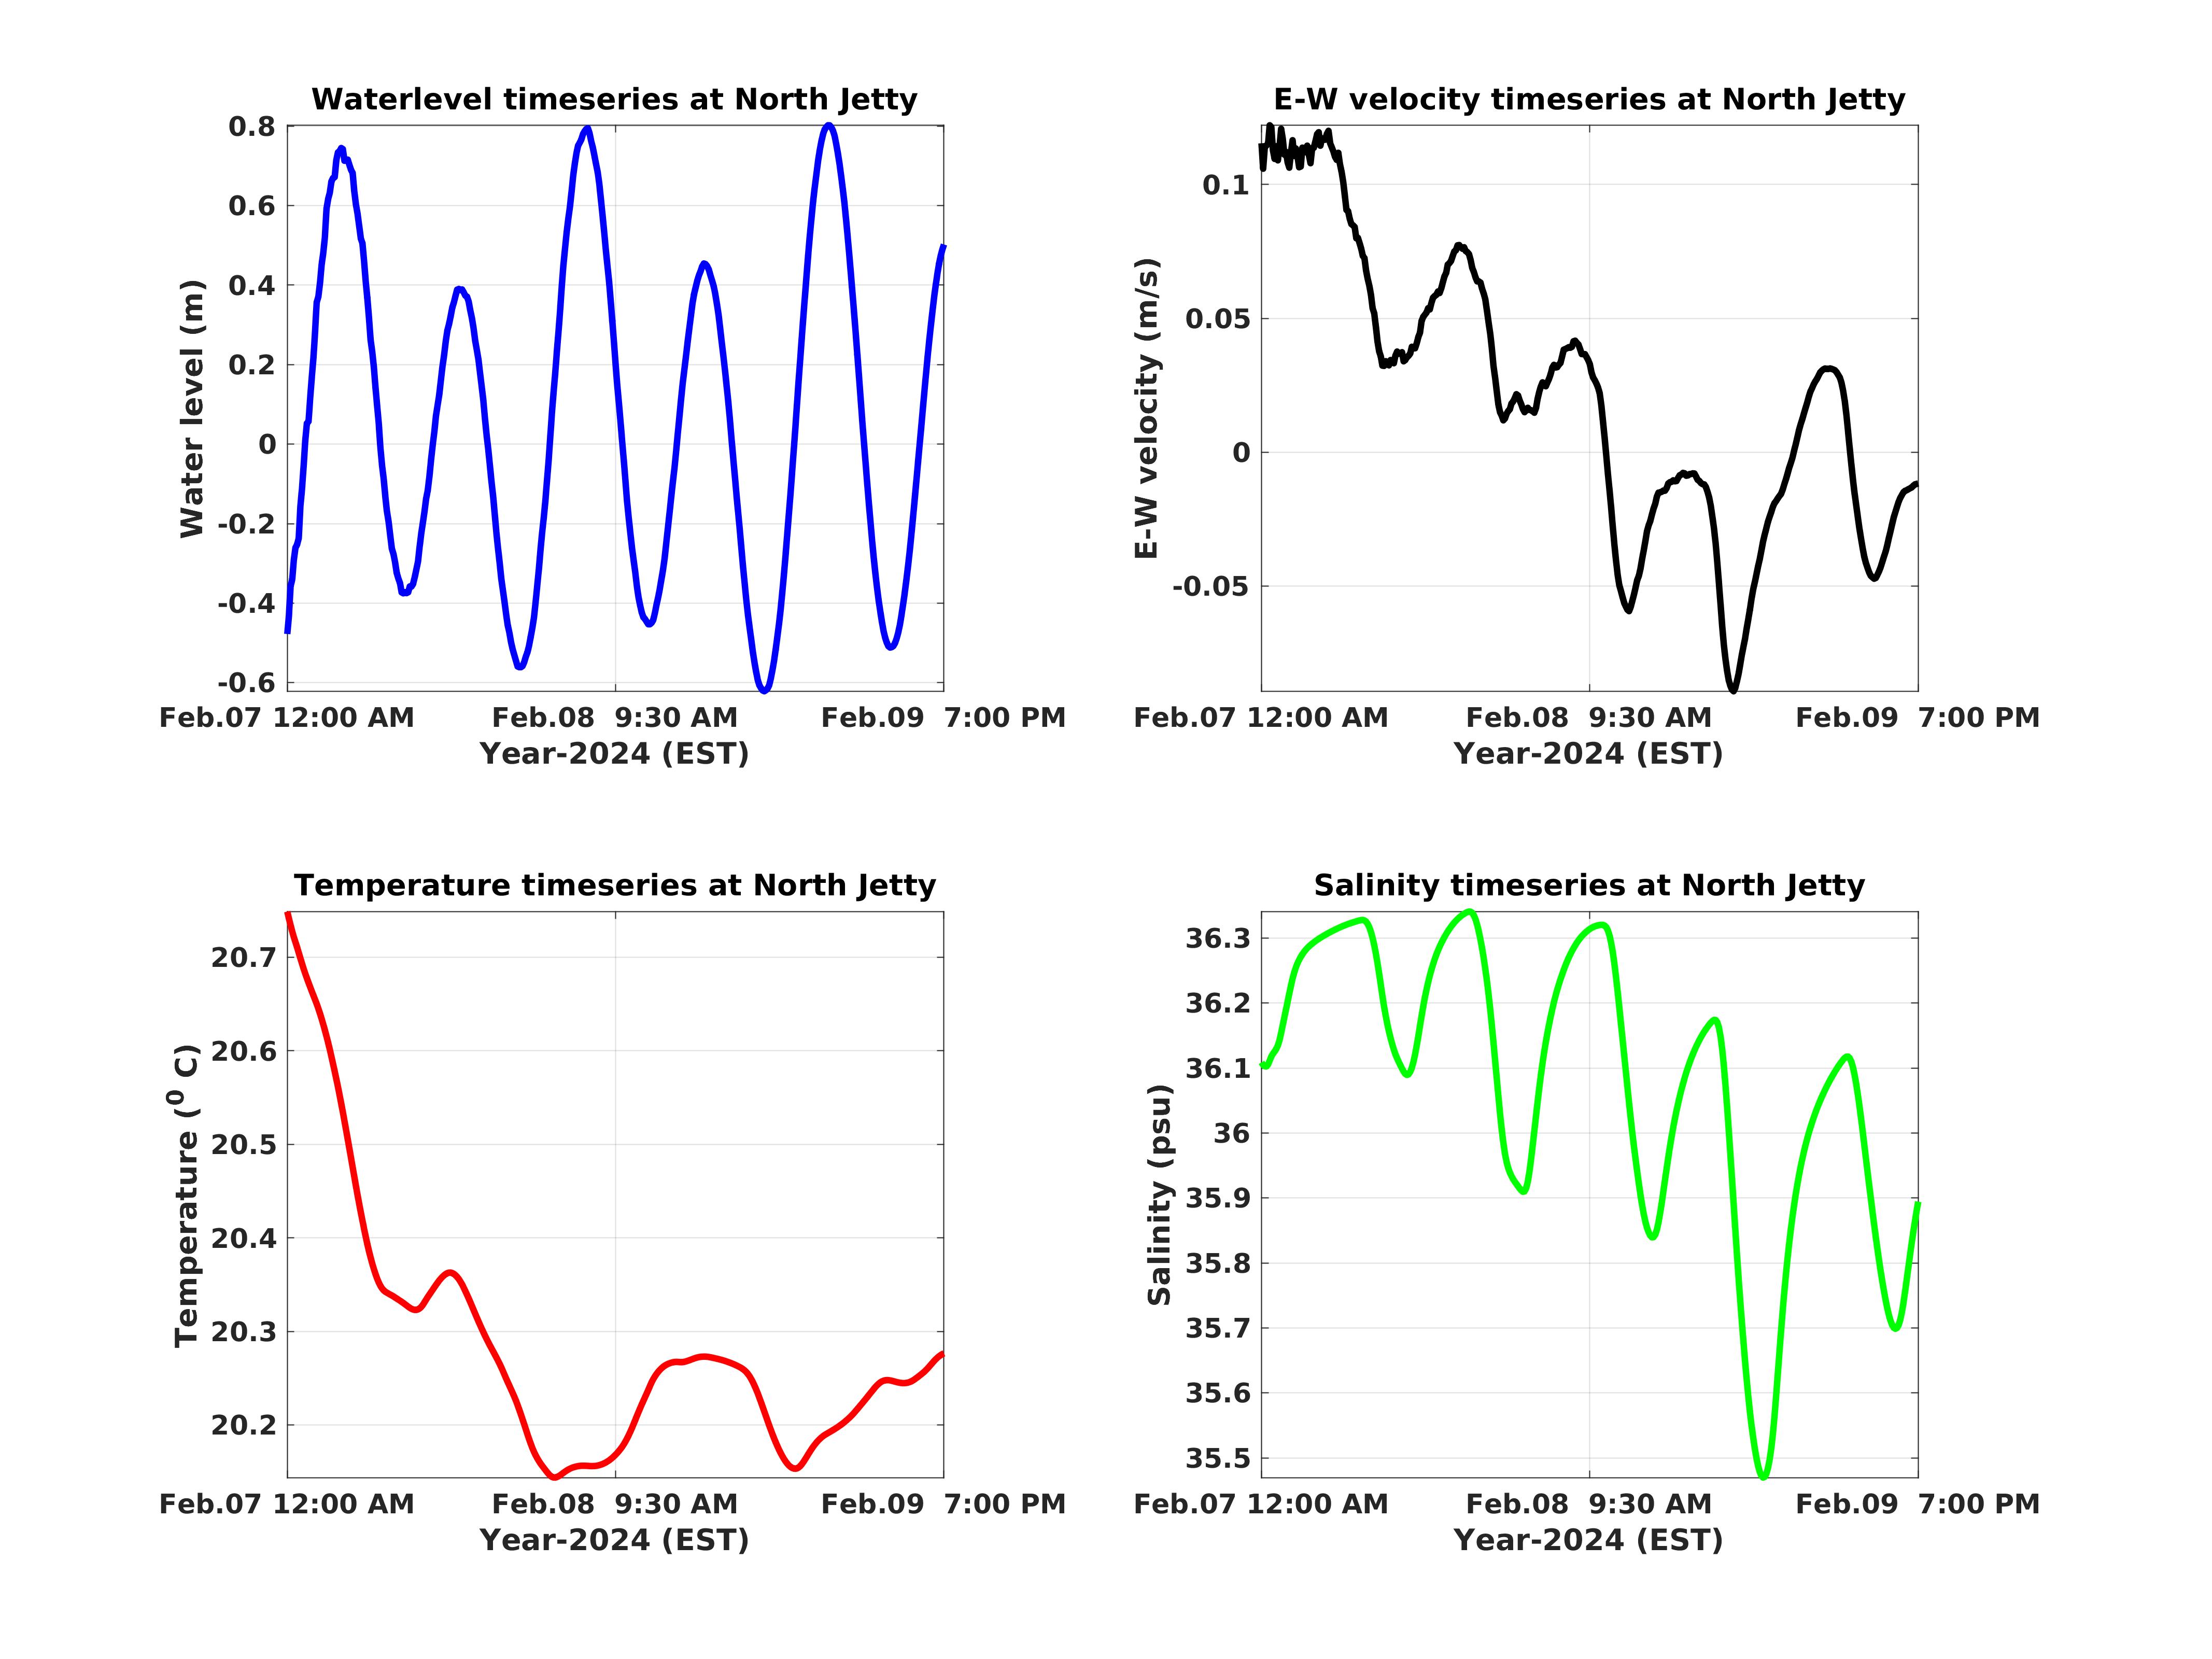 Waterlevel timeseries at North Jetty
0.8
0.6
0.4
0.2
0
-0.2
-0.4
-0.6
Water level (m)
Feb.07 12:00 AM
Feb.08  9:30 AM
Feb.09  7:00 PM
Year-2024 (EST)
E-W velocity timeseries at North Jetty
0.1
0.05
0
-0.05
E-W velocity (m/s)
Feb.07 12:00 AM
Feb.08  9:30 AM
Feb.09  7:00 PM
Year-2024 (EST)
Temperature timeseries at North Jetty
20.7
20.6
20.5
20.4
20.3
20.2
Temperature (⁰ C)
Feb.07 12:00 AM
Feb.08  9:30 AM
Feb.09  7:00 PM
Year-2024 (EST)
Salinity timeseries at North Jetty
36.3
36.2
36.1
36
35.9
35.8
35.7
35.6
35.5
Salinity (psu)
Feb.07 12:00 AM
Feb.08  9:30 AM
Feb.09  7:00 PM
Year-2024 (EST)